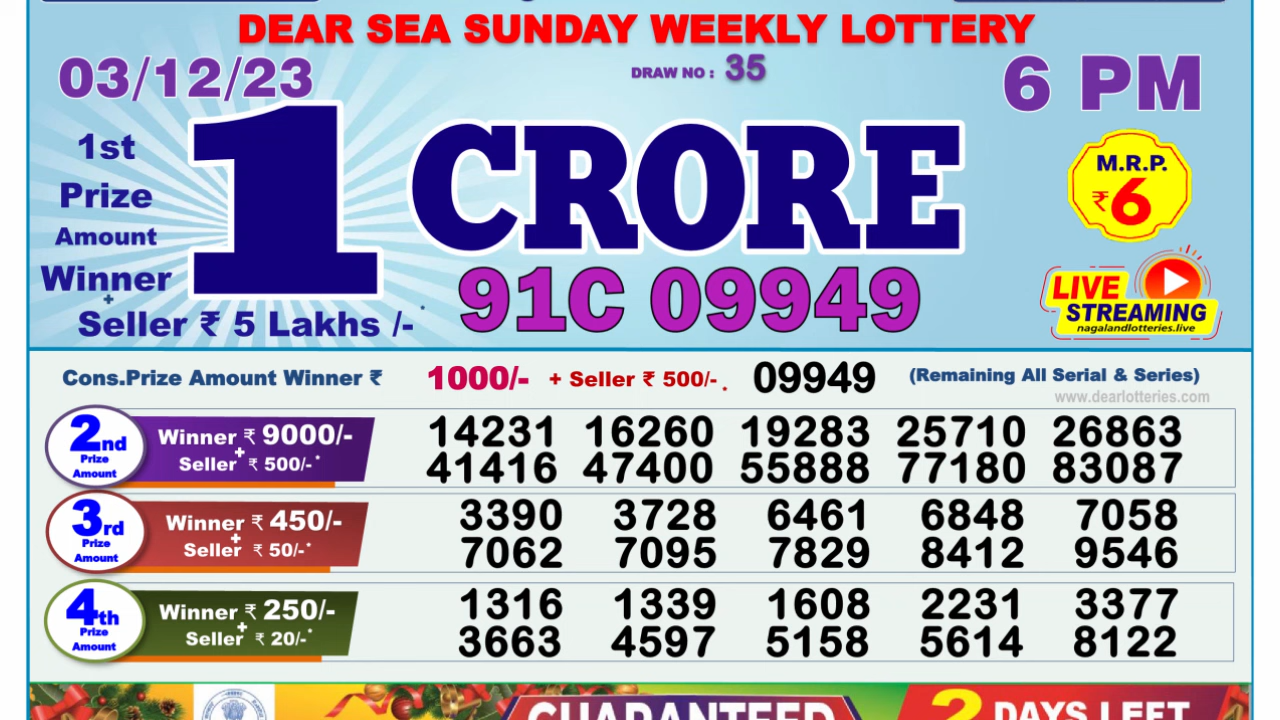 DEAR SEA SUNDAY WEEKLY LOTTERY
03/12/23
DRAW NO : 35
6 PM
1st
Prize
Amount
Winner
+
Seller ₹ 5 Lakhs /- *
1 CRORE
91C 09949
M.R.P.
₹6
LIVE
STREAMING
nagalandlotteries.live
Cons.Prize Amount Winner ₹ 1000/- + Seller ₹ 500/- . 09949 (Remaining All Serial & Series)
www.dearlotteries.com
2nd
Prize
Amount
Winner ₹ 9000/-
+
Seller ₹ 500/- *
14231 16260 19283 25710 26863
41416 47400 55888 77180 83087
3rd
Prize
Amount
Winner ₹ 450/-
+
Seller ₹ 50/- *
3390 3728 6461 6848 7058
7062 7095 7829 8412 9546
4th
Prize
Amount
Winner ₹ 250/-
+
Seller ₹ 20/- *
1316 1339 1608 2231 3377
3663 4597 5158 5614 8122
GUARANTEED
2 DAYS LEFT